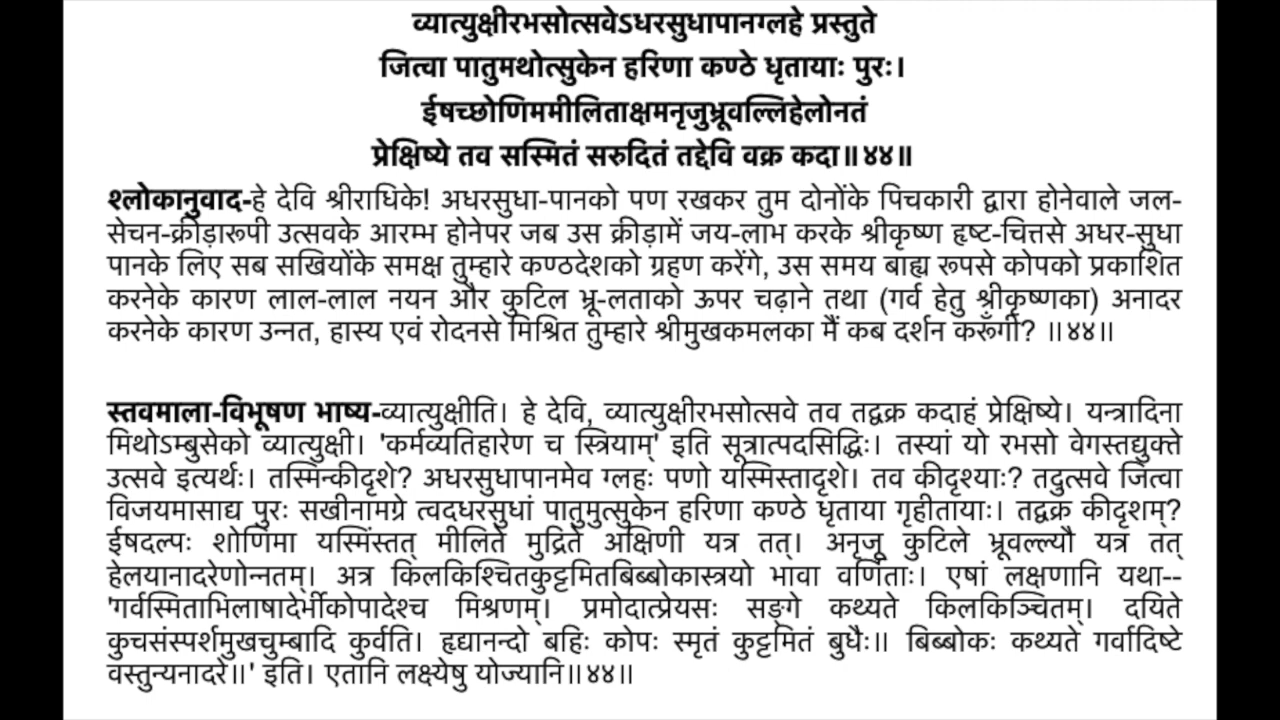 व्यात्युक्षीरभसोत्सवेऽधरसुधापानग्लहे प्रस्तुते
जित्वा पातुमथोत्सुकेन हरिणा कण्ठे धृतायाः पुरः।
ईषच्छोणिममीलिताक्षमनृजुभ्रूवल्लिहेलोनतं
प्रेक्षिष्ये तव सस्मितं सरुदितं तद्देवि वक्र कदा॥४४॥
श्लोकानुवाद-हे देवि श्रीराधिके! अधरसुधा-पानको पण रखकर तुम दोनोंके पिचकारी द्वारा होनेवाले जल-
सेचन-क्रीड़ारूपी उत्सवके आरम्भ होनेपर जब उस क्रीड़ामें जय-लाभ करके श्रीकृष्ण हृष्ट-चित्तसे अधर-सुधा
पानके लिए सब सखियोंके समक्ष तुम्हारे कण्ठदेशको ग्रहण करेंगे, उस समय बाह्य रूपसे कोपको प्रकाशित
करनेके कारण लाल-लाल नयन और कुटिल भ्रू-लताको ऊपर चढ़ाने तथा (गर्व हेतु श्रीकृष्णका) अनादर
करनेके कारण उन्नत, हास्य एवं रोदनसे मिश्रित तुम्हारे श्रीमुखकमलका मैं कब दर्शन करूँगी? ॥४४॥
स्तवमाला-विभूषण भाष्य-व्यात्युक्षीति। हे देवि, व्यात्युक्षीरभसोत्सवे तव तद्वक्र कदाहं प्रेक्षिष्ये। यन्त्रादिना
मिथोऽम्बुसेको व्यात्युक्षी। 'कर्मव्यतिहारेण च स्त्रियाम्' इति सूत्रात्पदसिद्धिः। तस्यां यो रभसो वेगस्तद्युक्ते
उत्सवे इत्यर्थः। तस्मिन्कीदृशे? अधरसुधापानमेव ग्लहः पणो यस्मिस्तादृशे। तव कीदृश्याः? तदुत्सवे जित्वा
विजयमासाद्य पुरः सखीनामग्रे त्वदधरसुधां पातुमुत्सुकेन हरिणा कण्ठे धृताया गृहीतायाः। तद्वक्र कीदृशम्?
ईषदल्पः शोणिमा यस्मिंस्तत् मीलिते मुद्रिते अक्षिणी यत्र तत्। अनृजू कुटिले भ्रूवल्ल्यौ यत्र तत्
हेलयानादरेणोन्नतम्। अत्र किलकिश्चितकुट्टमितबिब्बोकास्त्रयो भावा वर्णिताः। एषां लक्षणानि यथा--
'गर्वस्मिताभिलाषादेर्भीकोपादेश्च मिश्रणम्। प्रमोदात्प्रेयसः सङ्गे कथ्यते किलकिञ्चितम्। दयिते
कुचसंस्पर्शमुखचुम्बादि कुर्वति। हृद्यानन्दो बहिः कोपः स्मृतं कुट्टमितं बुधैः॥ बिब्बोकः कथ्यते गर्वादिष्टे
वस्तुन्यनादरे॥' इति। एतानि लक्ष्येषु योज्यानि॥४४॥